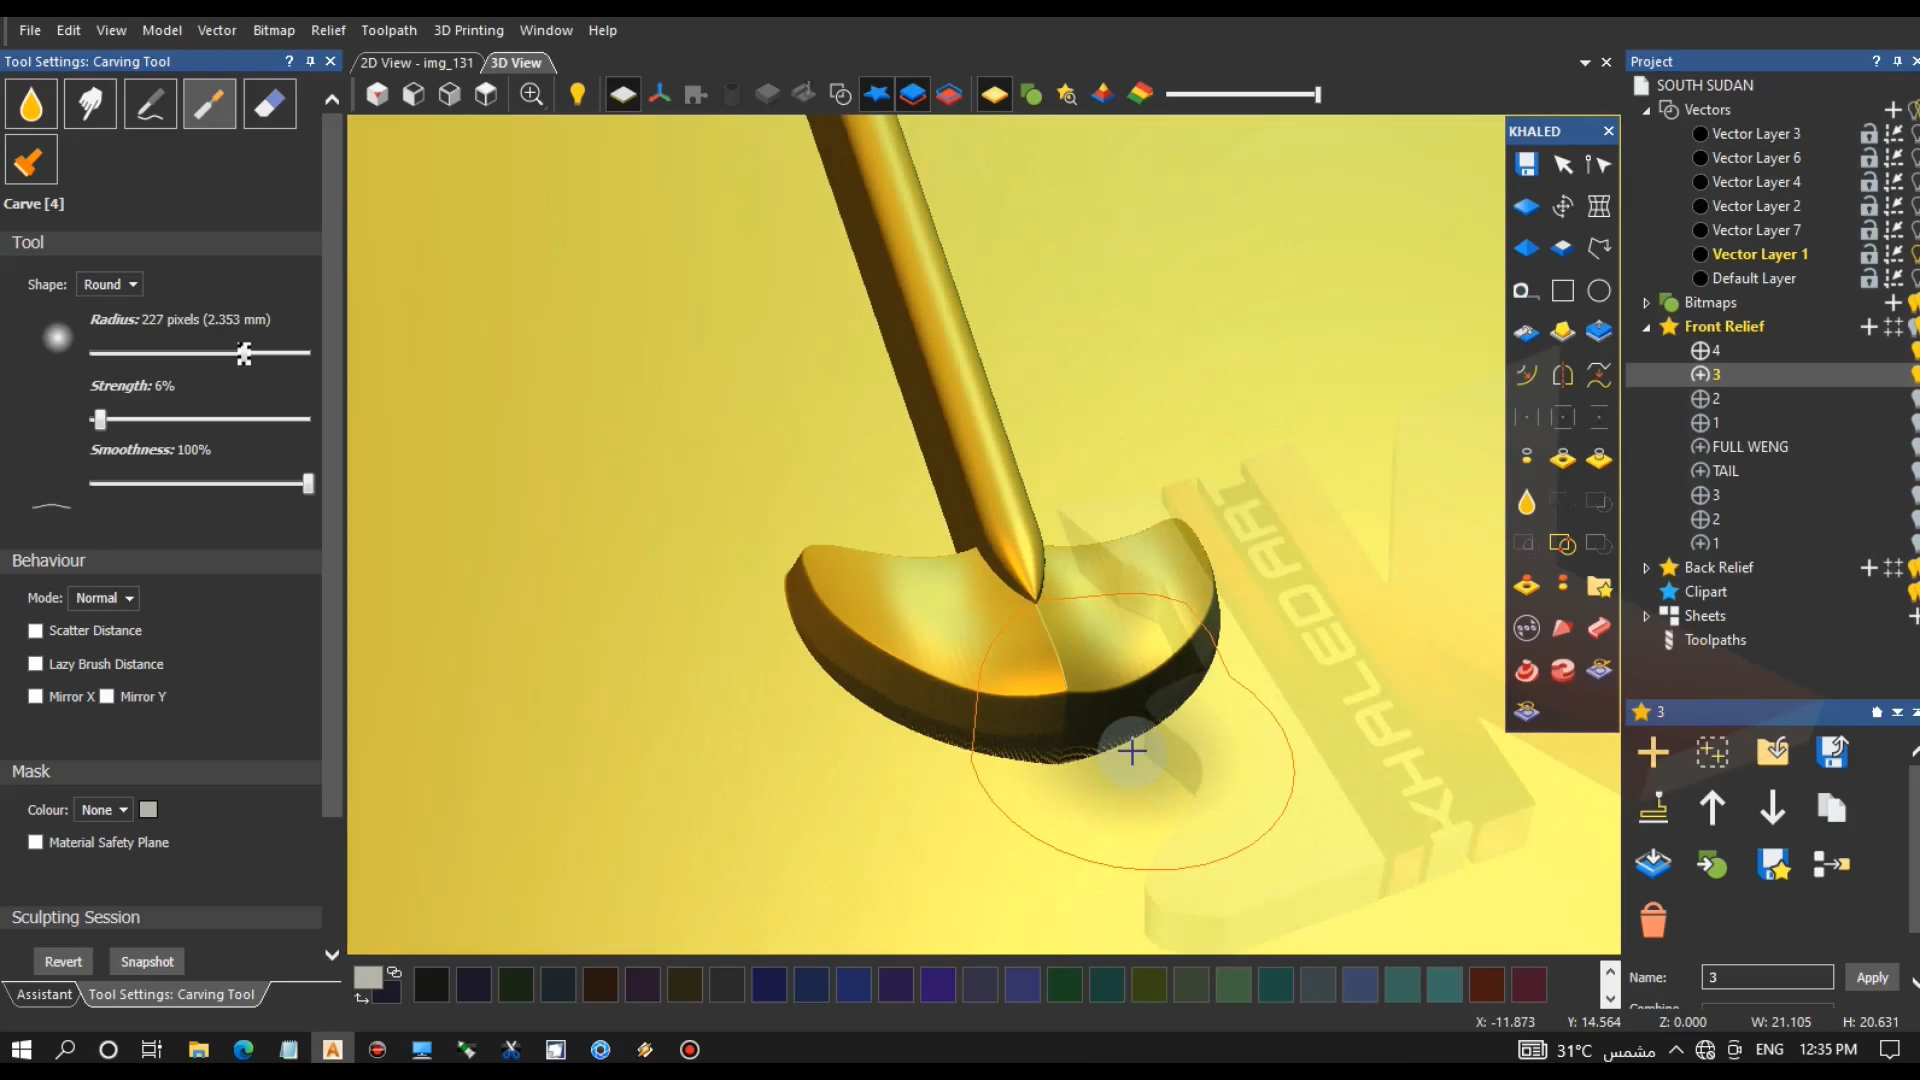 File Edit View Model Vector Bitmap Relief Toolpath 3D Printing Window Help
Tool Settings: Carving Tool
2D View - img_131
3D View
Carve [4]
Tool
Shape: Round
Radius: 227 pixels (2.353 mm)
Strength: 6%
Smoothness: 100%
Behaviour
Mode: Normal
Scatter Distance
Lazy Brush Distance
Mirror X
Mirror Y
Mask
Colour: None
Material Safety Plane
Sculpting Session
Revert
Snapshot
Assistant
Tool Settings: Carving Tool
KHALEDART
KHALEDART
KHALED
Project
SOUTH SUDAN
Vectors
Vector Layer 3
Vector Layer 6
Vector Layer 4
Vector Layer 2
Vector Layer 7
Vector Layer 1
Default Layer
Bitmaps
Front Relief
4
3
2
1
FULL WENG
TAIL
3
2
1
Back Relief
Clipart
Sheets
Toolpaths
3
Name: 3
Apply
X: -11.873 Y: 14.564 Z: 0.000 W: 21.105 H: 20.631
31°C مشمس
ENG
12:35 PM